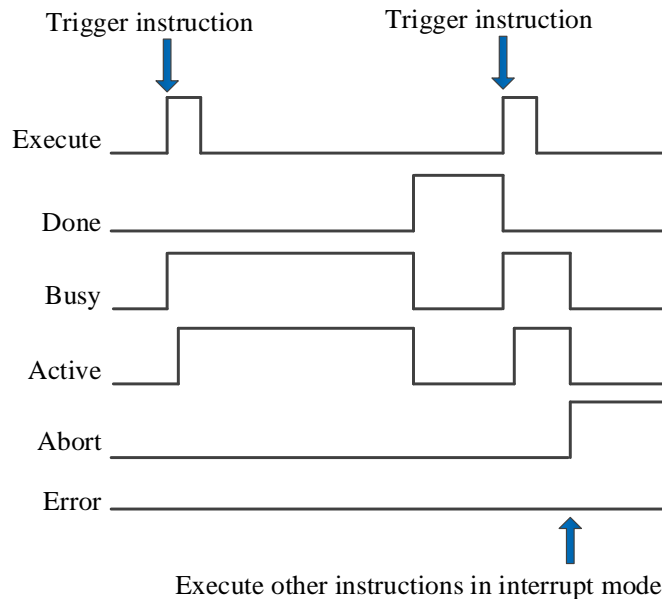 Trigger instruction Trigger instruction
Execute
Done
Busy
Active
Abort
Error
Execute other instructions in interrupt mode